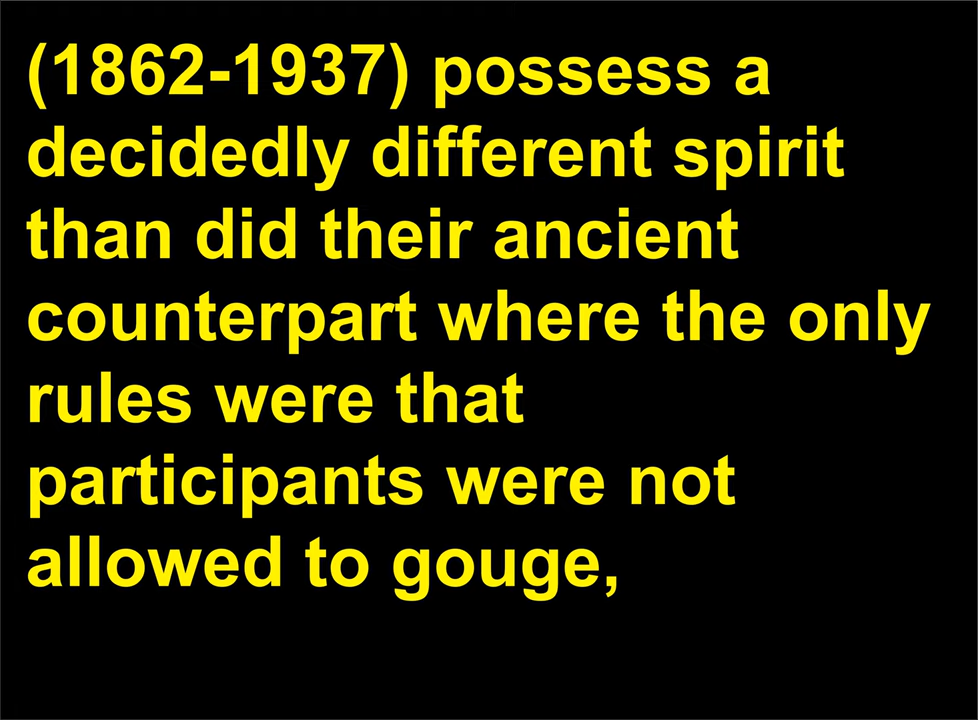 (1862-1937) possess a
decidedly different spirit
than did their ancient
counterpart where the only
rules were that
participants were not
allowed to gouge,